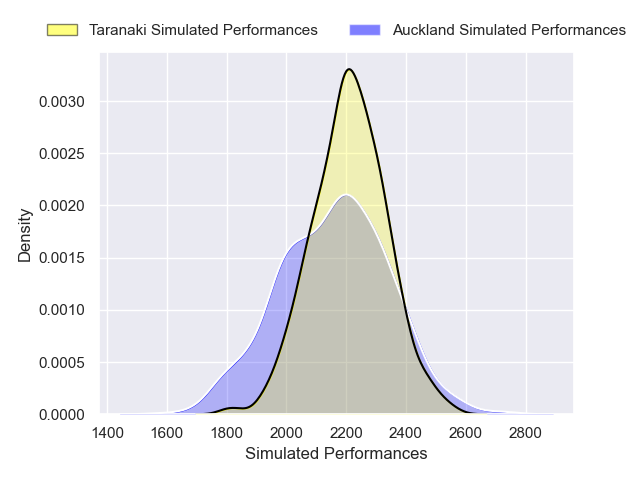 Taranaki Simulated Performances
Auckland Simulated Performances
Density
0.0030
0.0025
0.0020
0.0015
0.0010
0.0005
0.0000
1400 1600 1800 2000 2200 2400 2600 2800
Simulated Performances